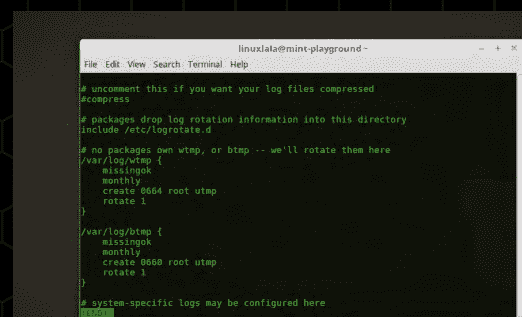 linuxlala@mint-playground ~
File Edit View Search Terminal Help
# uncomment this if you want your log files compressed
#compress
# packages drop log rotation information into this directory
include /etc/logrotate.d
# no packages own wtmp, or btmp -- we'll rotate them here
/var/log/wtmp {
    missingok
    monthly
    create 0664 root utmp
    rotate 1
}
/var/log/btmp {
    missingok
    monthly
    create 0660 root utmp
    rotate 1
}
# system-specific logs may be configured here
(END)